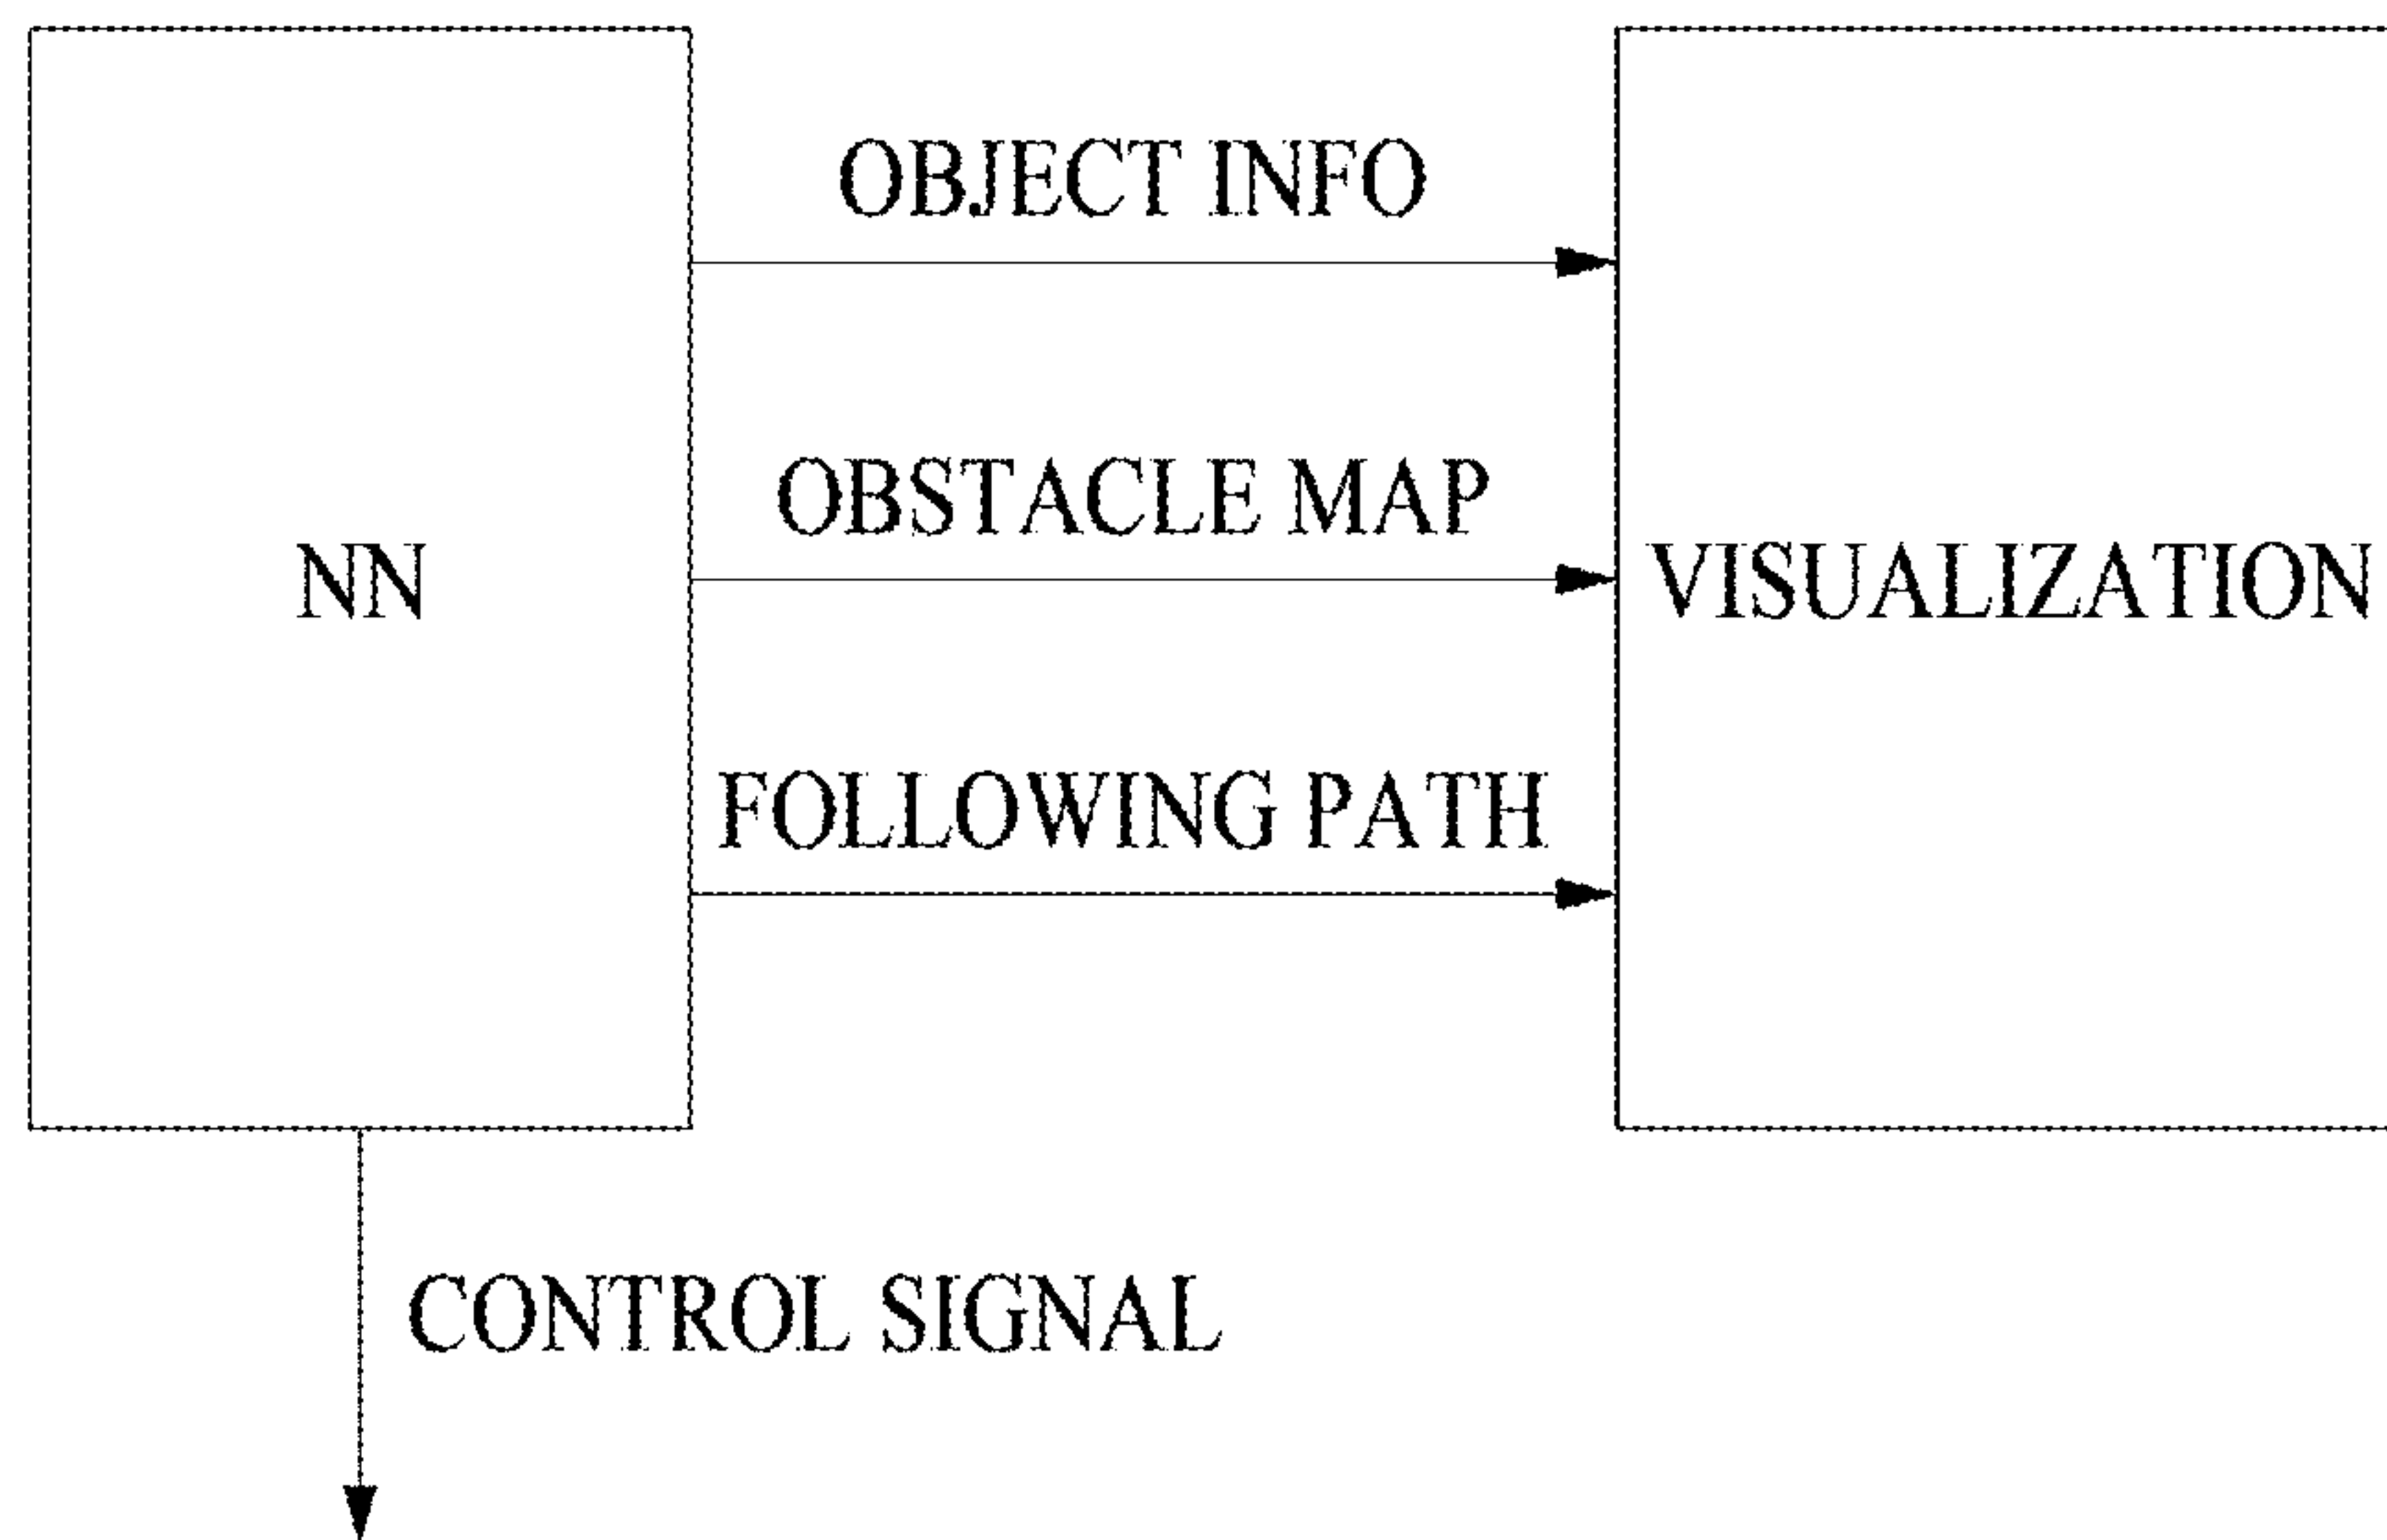 OBJECT INFO
OBSTACLE MAP
NN
VISUALIZATION
FOLLOWING PATH
CONTROL SIGNAL